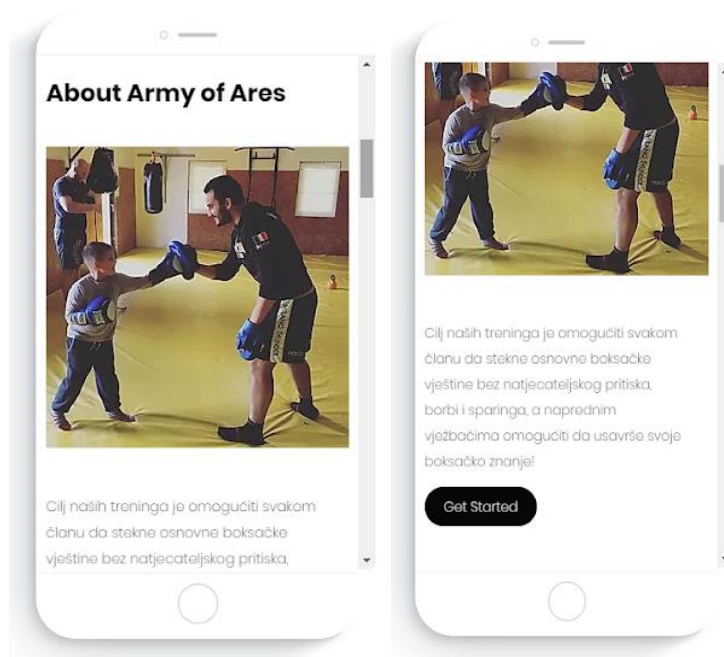 About Army of Ares
Cilj naših treninga je omogućiti svakom
članu da stekne osnovne boksačke
vještine bez natjecateljskog pritiska,
Cilj naših treninga je omogućiti svakom
članu da stekne osnovne boksačke
vještine bez natjecateljskog pritiska,
borbi i sparinga, a naprednim
vježbačima omogućiti da usavrše svoje
boksačko znanje!
Get Started